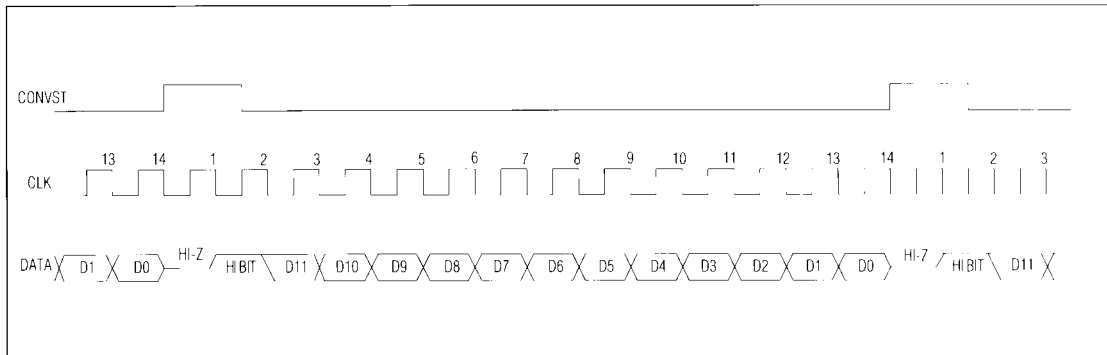 CONVST
13 14 1 2 3 4 5 6 7 8 9 10 11 12 13 14 1 2 3
CLK
DATA D1 D0 HI-Z HI BIT D11 D10 D9 D8 D7 D6 D5 D4 D3 D2 D1 D0 HI-Z HI BIT D11